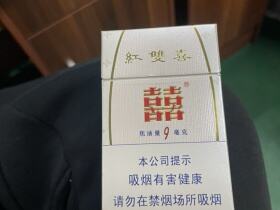 紅雙喜
囍®
焦油量9毫克
本公司提示
吸烟有害健康
请勿在禁烟场所吸烟